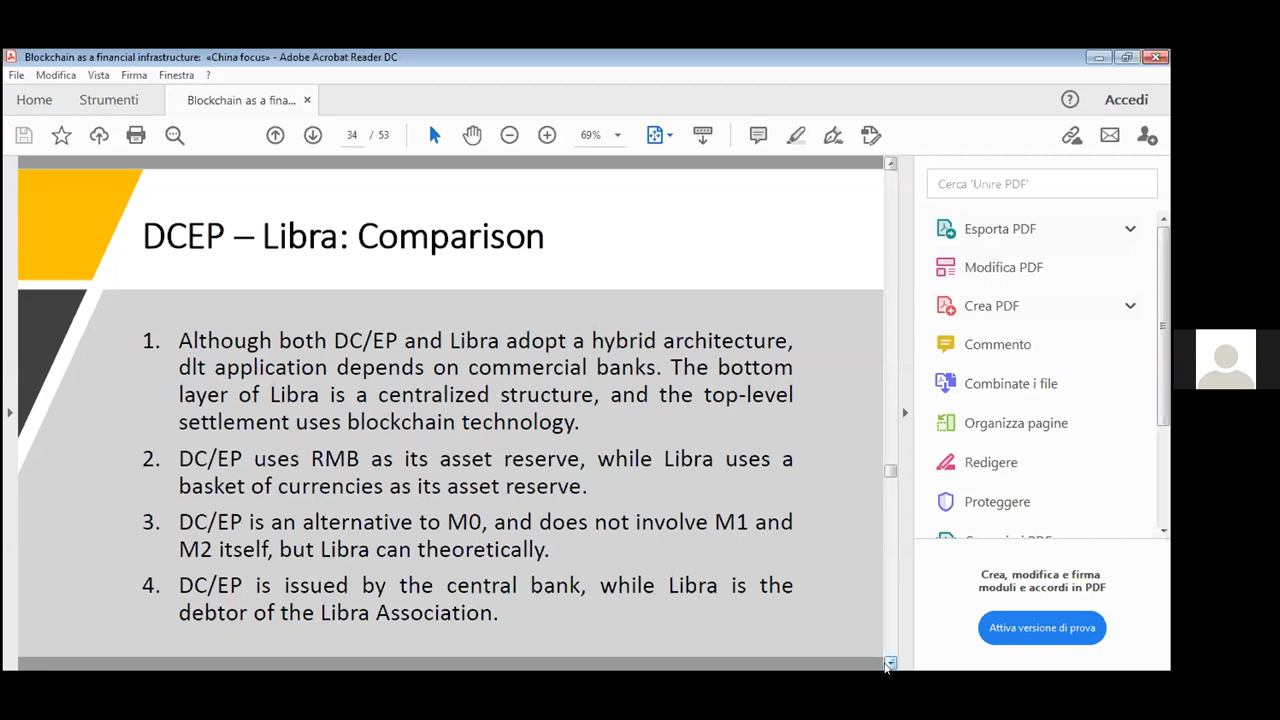 Blockchain as a financial infrastructure: «China focus» - Adobe Acrobat Reader DC
File Modifica Vista Firma Finestra ?
Home Strumenti Blockchain as a fina... × Accedi
34 / 53 69%
DCEP – Libra: Comparison
1. Although both DC/EP and Libra adopt a hybrid architecture,
dlt application depends on commercial banks. The bottom
layer of Libra is a centralized structure, and the top-level
settlement uses blockchain technology.
2. DC/EP uses RMB as its asset reserve, while Libra uses a
basket of currencies as its asset reserve.
3. DC/EP is an alternative to M0, and does not involve M1 and
M2 itself, but Libra can theoretically.
4. DC/EP is issued by the central bank, while Libra is the
debtor of the Libra Association.
Cerca 'Unire PDF'
Esporta PDF
Modifica PDF
Crea PDF
Commento
Combinate i file
Organizza pagine
Redigere
Proteggere
Crea, modifica e firma
moduli e accordi in PDF
Attiva versione di prova